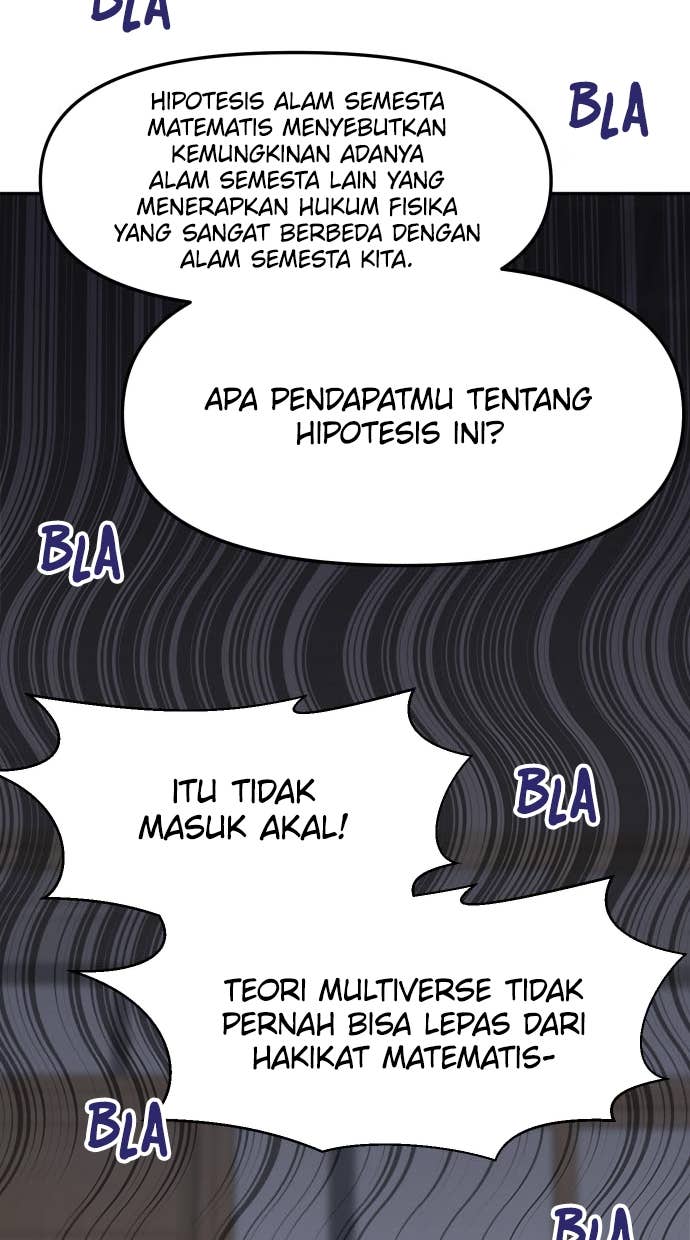 BLA
HIPOTESIS ALAM SEMESTA
MATEMATIS MENYEBUTKAN
KEMUNGKINAN ADANYA
ALAM SEMESTA LAIN YANG
MENERAPKAN HUKUM FISIKA
YANG SANGAT BERBEDA DENGAN
ALAM SEMESTA KITA.
BLA
APA PENDAPATMU TENTANG
HIPOTESIS INI?
BLA
ITU TIDAK
MASUK AKAL!
BLA
TEORI MULTIVERSE TIDAK
PERNAH BISA LEPAS DARI
HAKIKAT MATEMATIS-
BLA
BLA